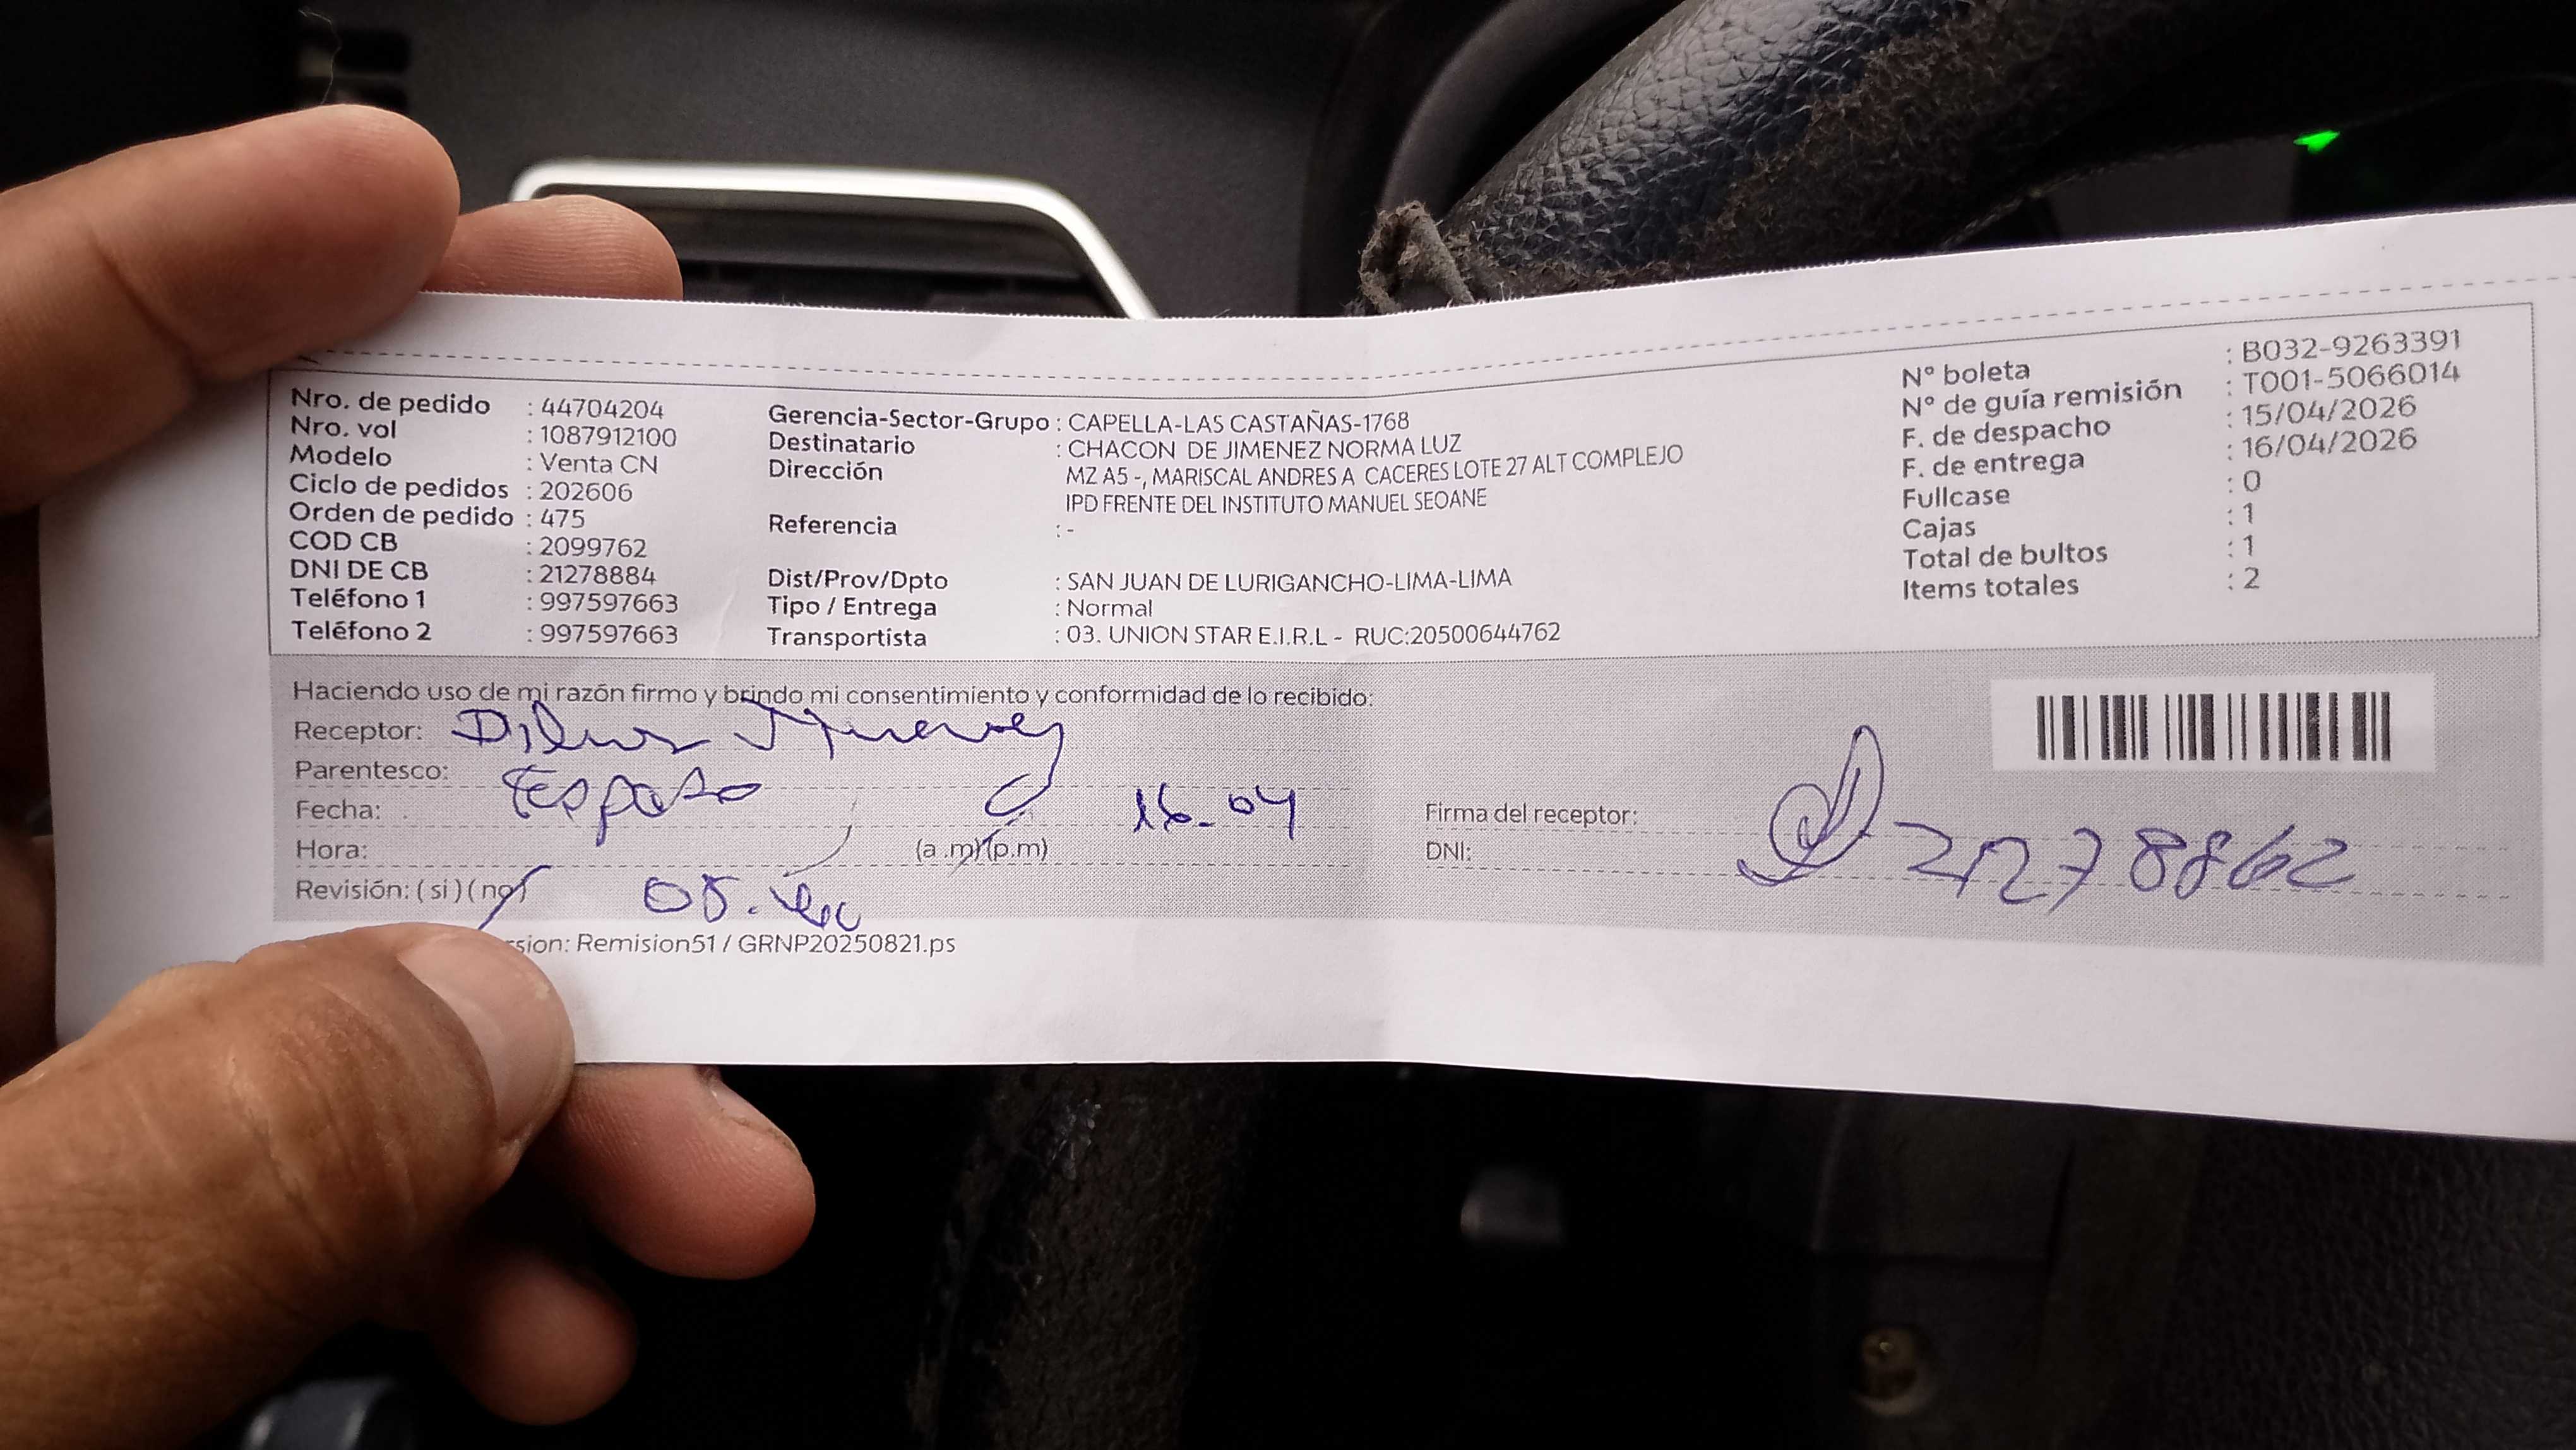 Nro. de pedido : 44704204
Nro. vol : 1087912100
Modelo : Venta CN
Ciclo de pedidos : 202606
Orden de pedido : 475
COD CB : 2099762
DNI DE CB : 21278884
Teléfono 1 : 997597663
Teléfono 2 : 997597663
Gerencia-Sector-Grupo : CAPELLA-LAS CASTAÑAS-1768
Destinatario : CHACON DE JIMENEZ NORMA LUZ
Dirección MZ A5 -, MARISCAL ANDRES A CACERES LOTE 27 ALT COMPLEJO
IPD FRENTE DEL INSTITUTO MANUEL SEOANE
Referencia : -
Dist/Prov/Dpto : SAN JUAN DE LURIGANCHO-LIMA-LIMA
Tipo / Entrega : Normal
Transportista : 03. UNION STAR E.I.R.L - RUC:20500644762
N° boleta : B032-9263391
N° de guía remisión : T001-5066014
F. de despacho : 15/04/2026
F. de entrega : 16/04/2026
Fullcase : 0
Cajas : 1
Total de bultos : 1
Items totales : 2
Haciendo uso de mi razón firmo y brindo mi consentimiento y conformidad de lo recibido:
Receptor:
Parentesco: Esposo
Fecha: 16-04
Hora: (a .m) (p.m)
Revisión: ( si ) ( no )
Firma del receptor:
DNI: 21278862
sion: Remision51 / GRNP20250821.ps